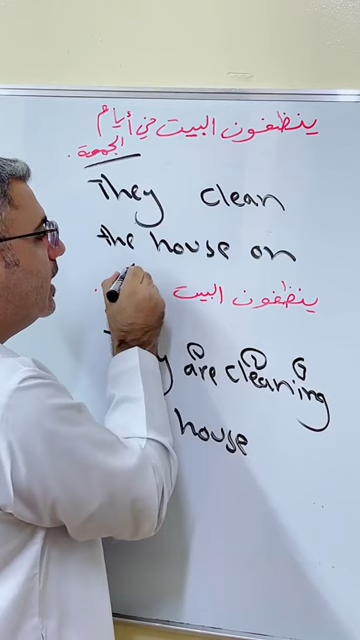 ينظفون البيت في أيام
الجمعة.
They clean
the house on
ينظفون البيت
are cleaning
house